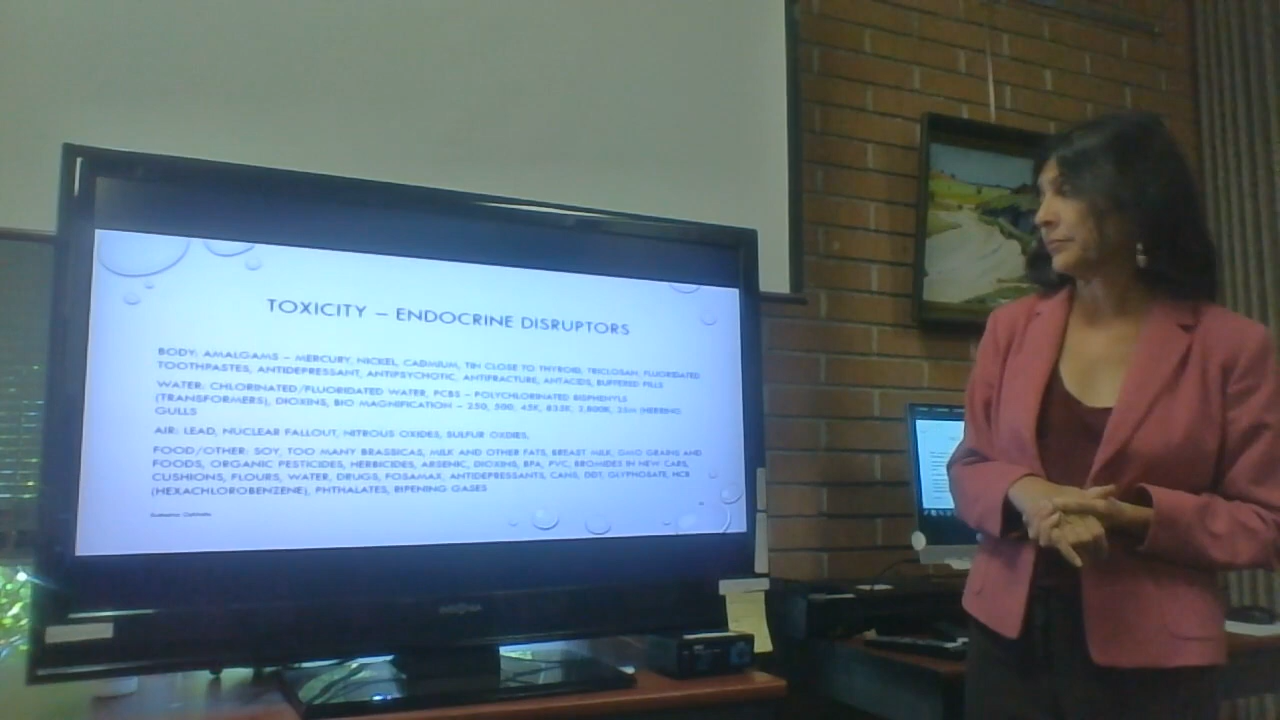 TOXICITY – ENDOCRINE DISRUPTORS
BODY: AMALGAMS – MERCURY, NICKEL, CADMIUM, TIN CLOSE TO THYROID, TRICLOSAN, FLUORIDATED
TOOTHPASTES, ANTIDEPRESSANT, ANTIPSYCHOTIC, ANTIFRACTURE, ANTACIDS, BUFFERED PILLS
WATER: CHLORINATED/FLUORIDATED WATER, PCBS – POLYCHLORINATED BISPHENYLS
(TRANSFORMERS), DIOXINS, BIO MAGNIFICATION – 250, 500, 45K, 835K, 2,800K, 25M (HERRING
GULLS
AIR: LEAD, NUCLEAR FALLOUT, NITROUS OXIDES, SULFUR OXDIES,
FOOD/OTHER: SOY, TOO MANY BRASSICAS, MILK AND OTHER FATS, BREAST MILK, GMO GRAINS AND
FOODS, ORGANIC PESTICIDES, HERBICIDES, ARSENIC, DIOXINS, BPA, PVC, BROMIDES IN NEW CARS,
CUSHIONS, FLOURS, WATER, DRUGS, FOSAMAX, ANTIDEPRESSANTS, CANS, DDT, GLYPHOSATE, HCB
(HEXACHLOROBENZENE), PHTHALATES, RIPENING GASES